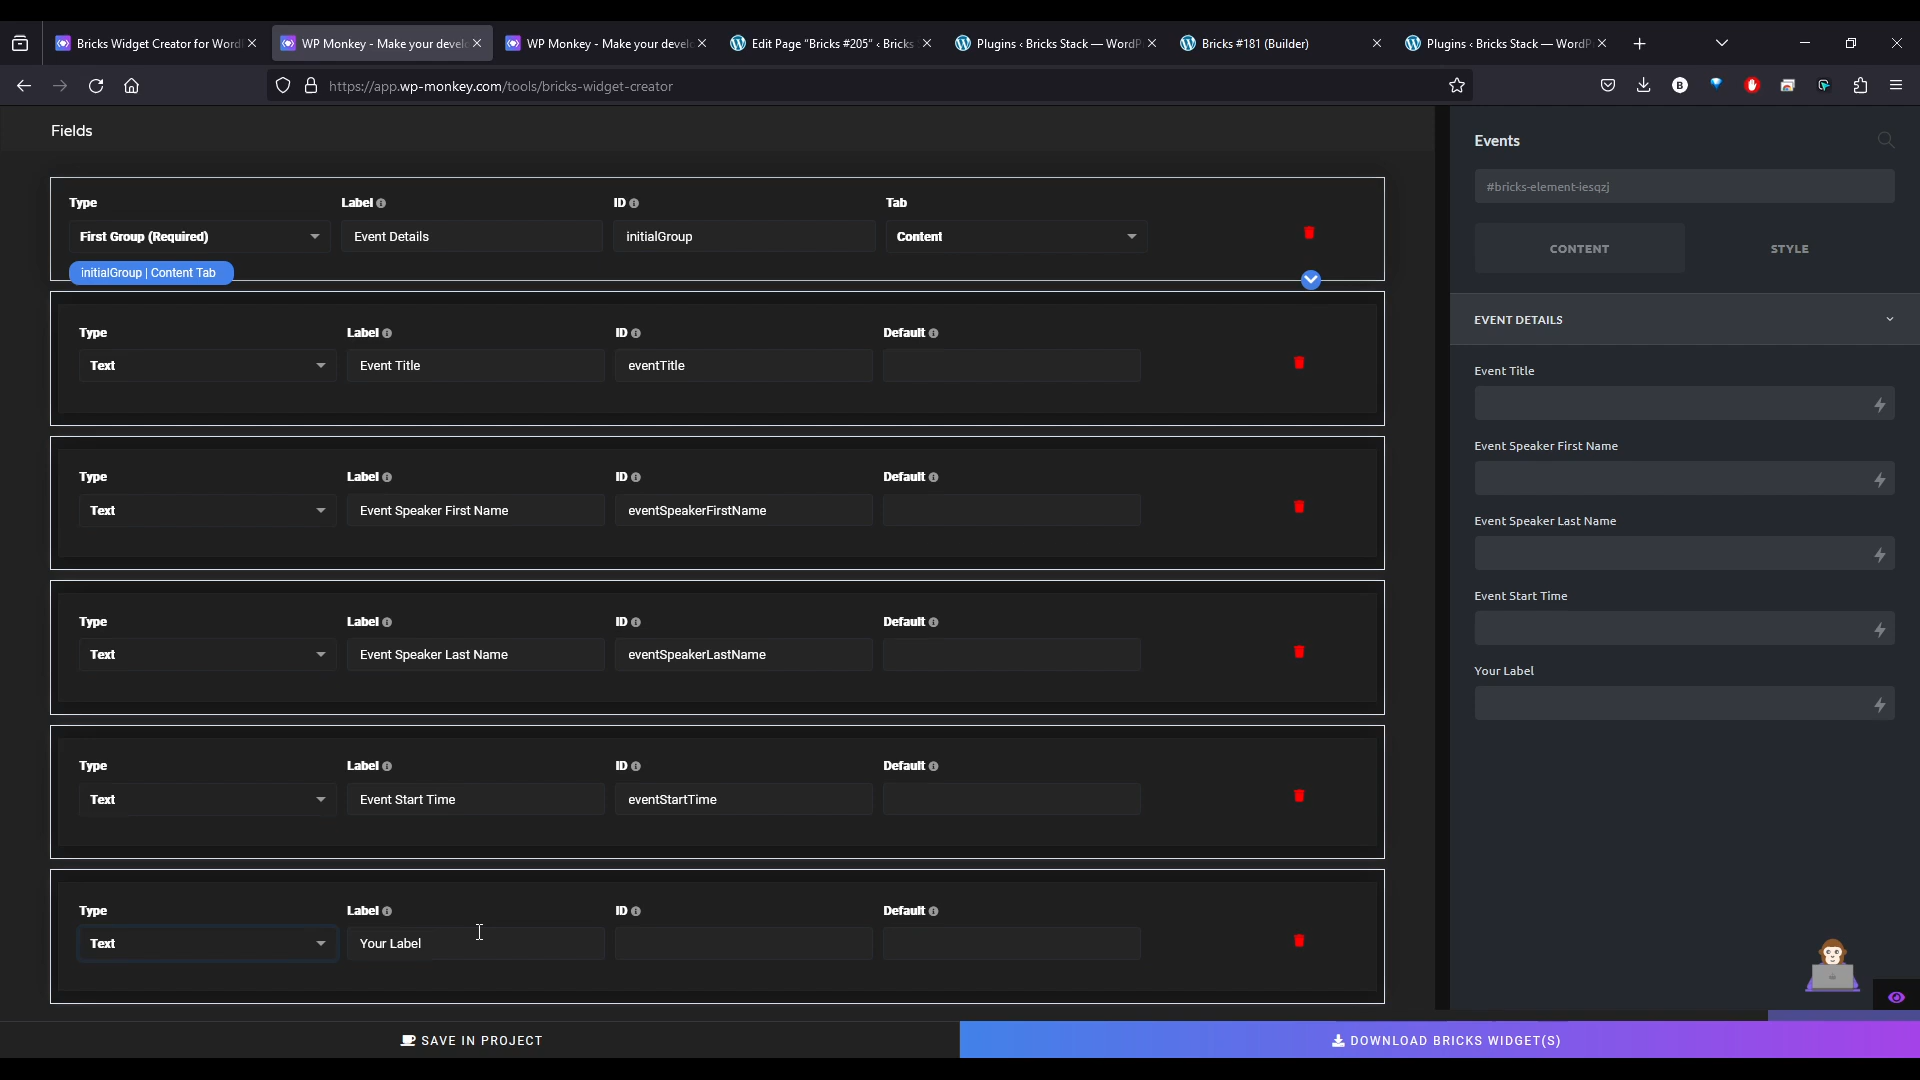 Bricks Widget Creator for Word
WP Monkey - Make your devel
WP Monkey - Make your develo
Edit Page “Bricks #205” ‹ Bricks
Plugins ‹ Bricks Stack — WordP
Bricks #181 (Builder)
Plugins ‹ Bricks Stack — WordP
https://app.wp-monkey.com/tools/bricks-widget-creator
Fields
Type
Label
ID
Tab
First Group (Required)
Event Details
initialGroup
Content
initialGroup | Content Tab
Type
Label
ID
Default
Text
Event Title
eventTitle
Type
Label
ID
Default
Text
Event Speaker First Name
eventSpeakerFirstName
Type
Label
ID
Default
Text
Event Speaker Last Name
eventSpeakerLastName
Type
Label
ID
Default
Text
Event Start Time
eventStartTime
Type
Label
ID
Default
Text
Your Label
Events
#bricks-element-iesqzj
CONTENT
STYLE
EVENT DETAILS
Event Title
Event Speaker First Name
Event Speaker Last Name
Event Start Time
Your Label
SAVE IN PROJECT
DOWNLOAD BRICKS WIDGET(S)